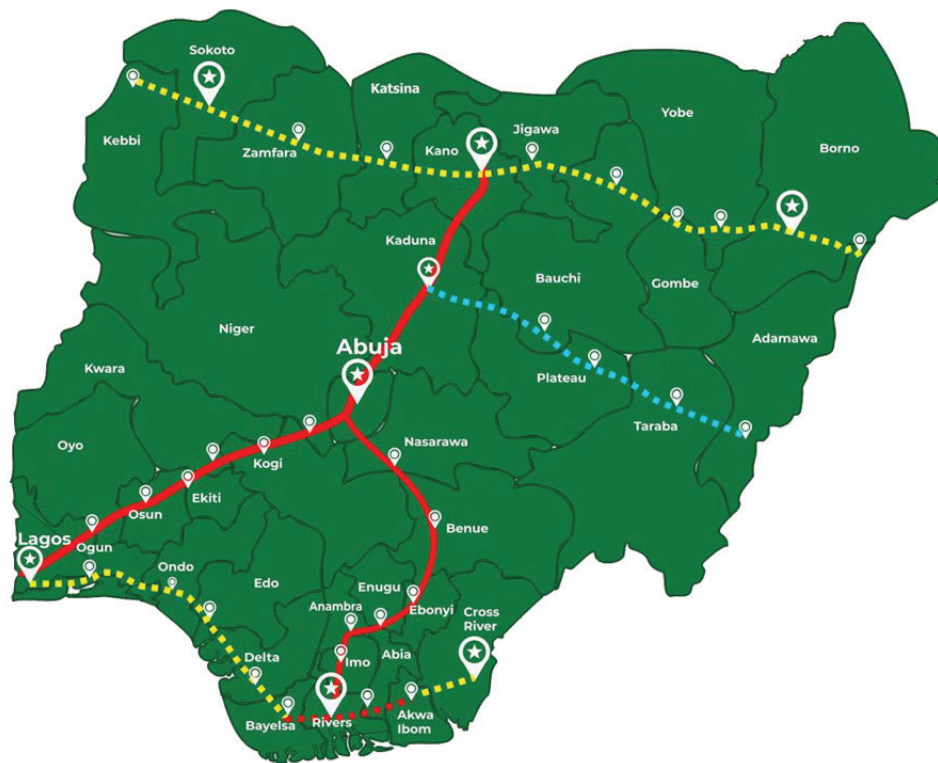 Sokoto
Katsina
Yobe
Kebbi
Zamfara
Kano
Jigawa
Borno
Kaduna
Bauchi
Gombe
Niger
Abuja
Adamawa
Kwara
Plateau
Taraba
Oyo
Kogi
Nasarawa
Ekiti
Osun
Lagos
Ogun
Benue
Ondo
Edo
Enugu
Anambra
Ebonyi
Cross
River
Delta
Imo
Abia
Bayelsa
Rivers
Akwa
Ibom